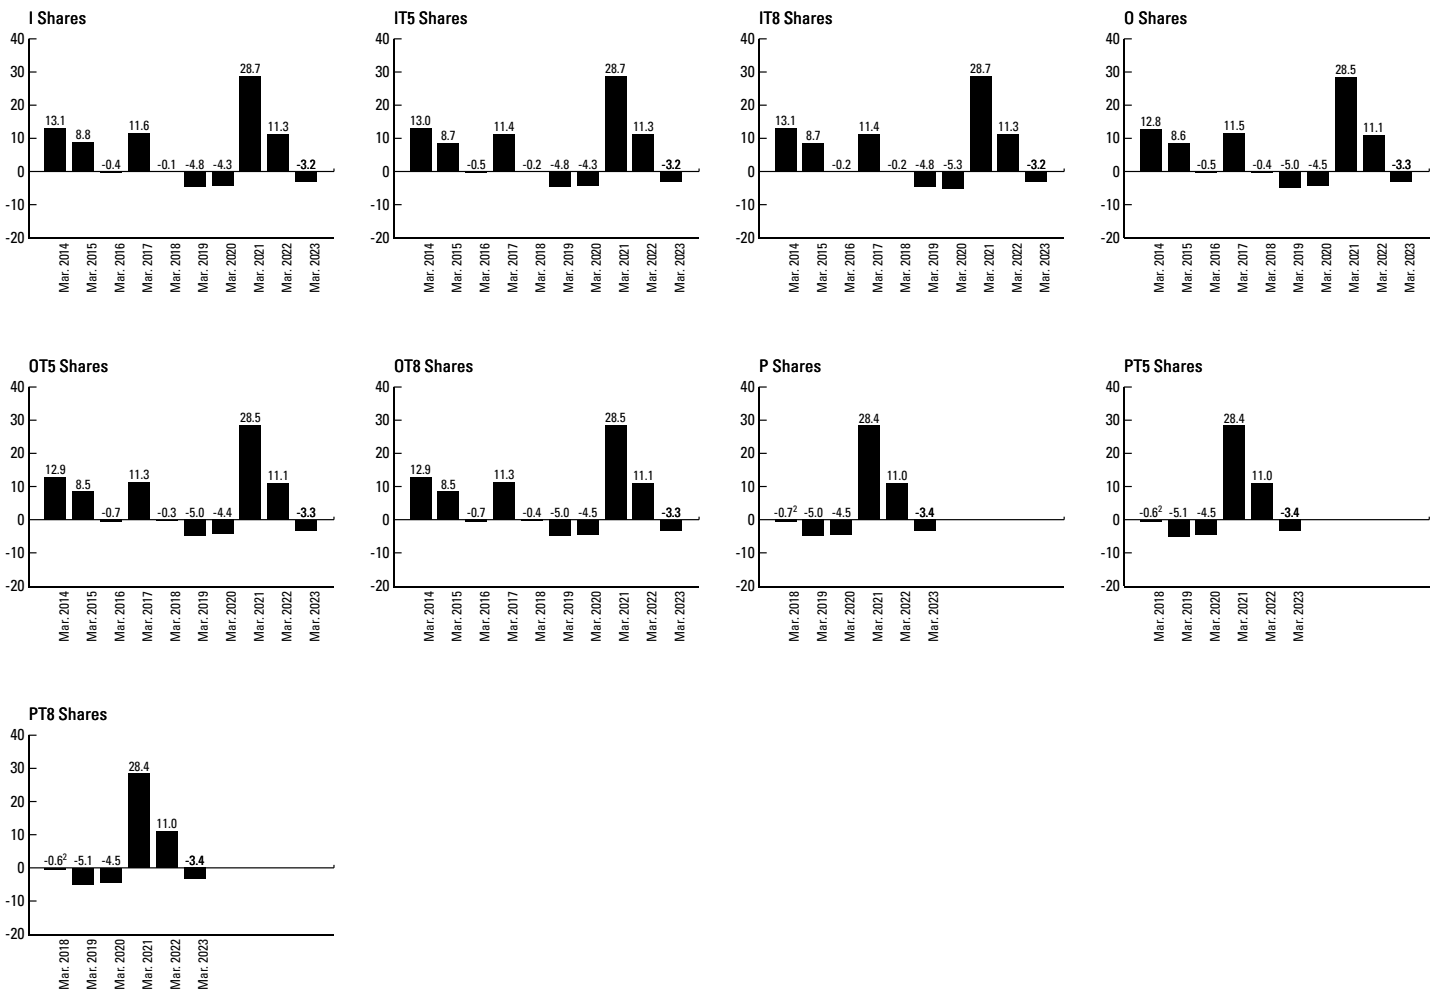 I Shares
40
30
20
10
0
-10
-20
13.1
8.8
-0.4
11.6
-0.1
-4.8
-4.3
28.7
11.3
-3.2
Mar. 2014
Mar. 2015
Mar. 2016
Mar. 2017
Mar. 2018
Mar. 2019
Mar. 2020
Mar. 2021
Mar. 2022
Mar. 2023
IT5 Shares
40
30
20
10
0
-10
-20
13.0
8.7
-0.5
11.4
-0.2
-4.8
-4.3
28.7
11.3
-3.2
Mar. 2014
Mar. 2015
Mar. 2016
Mar. 2017
Mar. 2018
Mar. 2019
Mar. 2020
Mar. 2021
Mar. 2022
Mar. 2023
IT8 Shares
40
30
20
10
0
-10
-20
13.1
8.7
-0.2
11.4
-0.2
-4.8
-5.3
28.7
11.3
-3.2
Mar. 2014
Mar. 2015
Mar. 2016
Mar. 2017
Mar. 2018
Mar. 2019
Mar. 2020
Mar. 2021
Mar. 2022
Mar. 2023
O Shares
40
30
20
10
0
-10
-20
12.8
8.6
-0.5
11.5
-0.4
-5.0
-4.5
28.5
11.1
-3.3
Mar. 2014
Mar. 2015
Mar. 2016
Mar. 2017
Mar. 2018
Mar. 2019
Mar. 2020
Mar. 2021
Mar. 2022
Mar. 2023
OT5 Shares
40
30
20
10
0
-10
-20
12.9
8.5
-0.7
11.3
-0.3
-5.0
-4.4
28.5
11.1
-3.3
Mar. 2014
Mar. 2015
Mar. 2016
Mar. 2017
Mar. 2018
Mar. 2019
Mar. 2020
Mar. 2021
Mar. 2022
Mar. 2023
OT8 Shares
40
30
20
10
0
-10
-20
12.9
8.5
-0.7
11.3
-0.4
-5.0
-4.5
28.5
11.1
-3.3
Mar. 2014
Mar. 2015
Mar. 2016
Mar. 2017
Mar. 2018
Mar. 2019
Mar. 2020
Mar. 2021
Mar. 2022
Mar. 2023
P Shares
40
30
20
10
0
-10
-20
-0.7²
-5.0
-4.5
28.4
11.0
-3.4
Mar. 2018
Mar. 2019
Mar. 2020
Mar. 2021
Mar. 2022
Mar. 2023
PT5 Shares
40
30
20
10
0
-10
-20
-0.6²
-5.1
-4.5
28.4
11.0
-3.4
Mar. 2018
Mar. 2019
Mar. 2020
Mar. 2021
Mar. 2022
Mar. 2023
PT8 Shares
40
30
20
10
0
-10
-20
-0.6²
-5.1
-4.5
28.4
11.0
-3.4
Mar. 2018
Mar. 2019
Mar. 2020
Mar. 2021
Mar. 2022
Mar. 2023